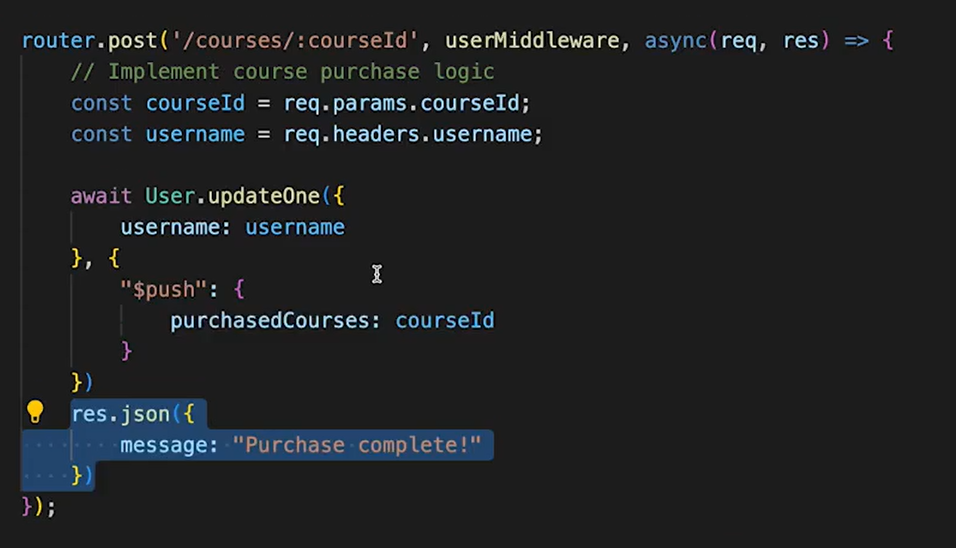 router.post('/courses/:courseId', userMiddleware, async(req, res) => {
    // Implement course purchase logic
    const courseId = req.params.courseId;
    const username = req.headers.username;

    await User.updateOne({
        username: username
    }, {
        "$push": {
            purchasedCourses: courseId
        }
    })
    res.json({
        message: "Purchase complete!"
    })
});